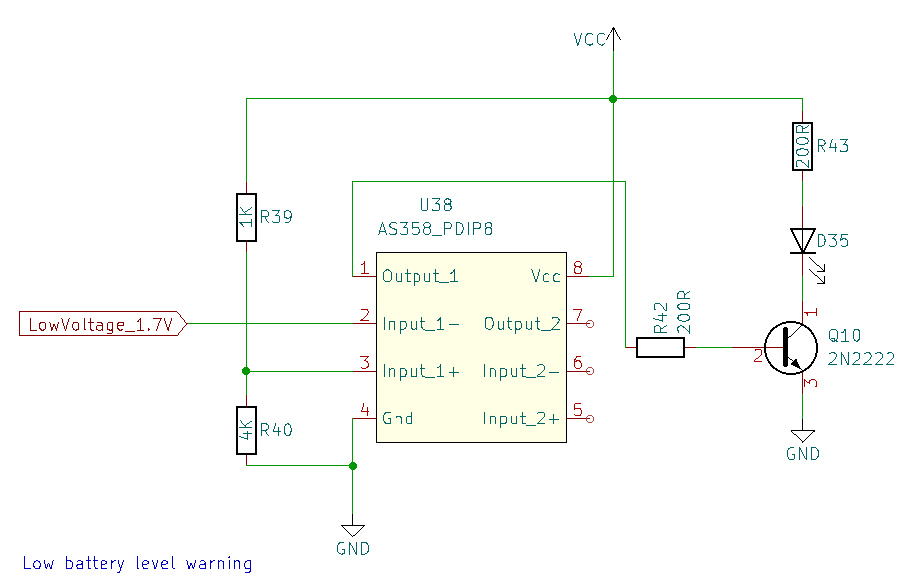 VCC
200R
R43
U38
AS358_PDIP8
1K
R39
D35
1
Output_1
Vcc
8
LowVoltage_1.7V
2
Input_1-
Output_2
7
R42
200R
1
Q10
2N2222
2
3
3
Input_1+
Input_2-
6
4K
R40
4
Gnd
Input_2+
5
GND
GND
Low battery level warning